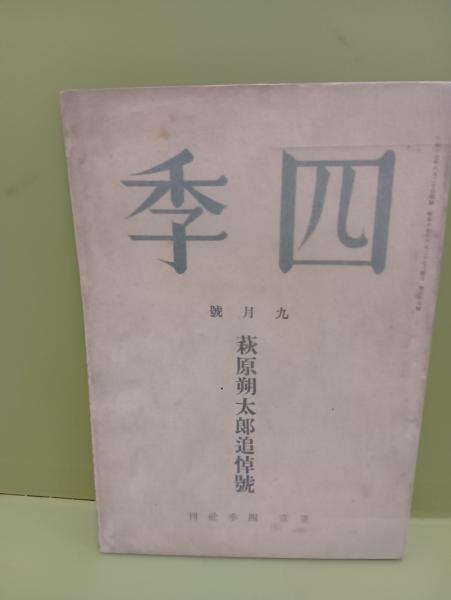 四季
九月號
萩原朔太郎追悼號
東京 四季社刊